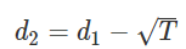 d₂ = d₁ − √T